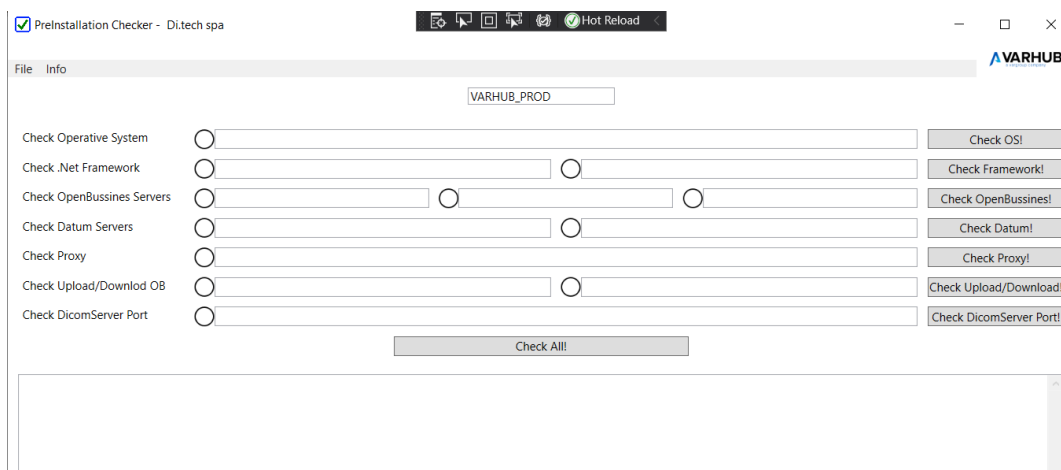 PreInstallation Checker - Di.tech spa
Hot Reload
VARHUB
File Info
VARHUB_PROD
Check Operative System
Check OS!
Check .Net Framework
Check Framework!
Check OpenBussines Servers
Check OpenBussines!
Check Datum Servers
Check Datum!
Check Proxy
Check Proxy!
Check Upload/Downlod OB
Check Upload/Download!
Check DicomServer Port
Check DicomServer Port!
Check All!